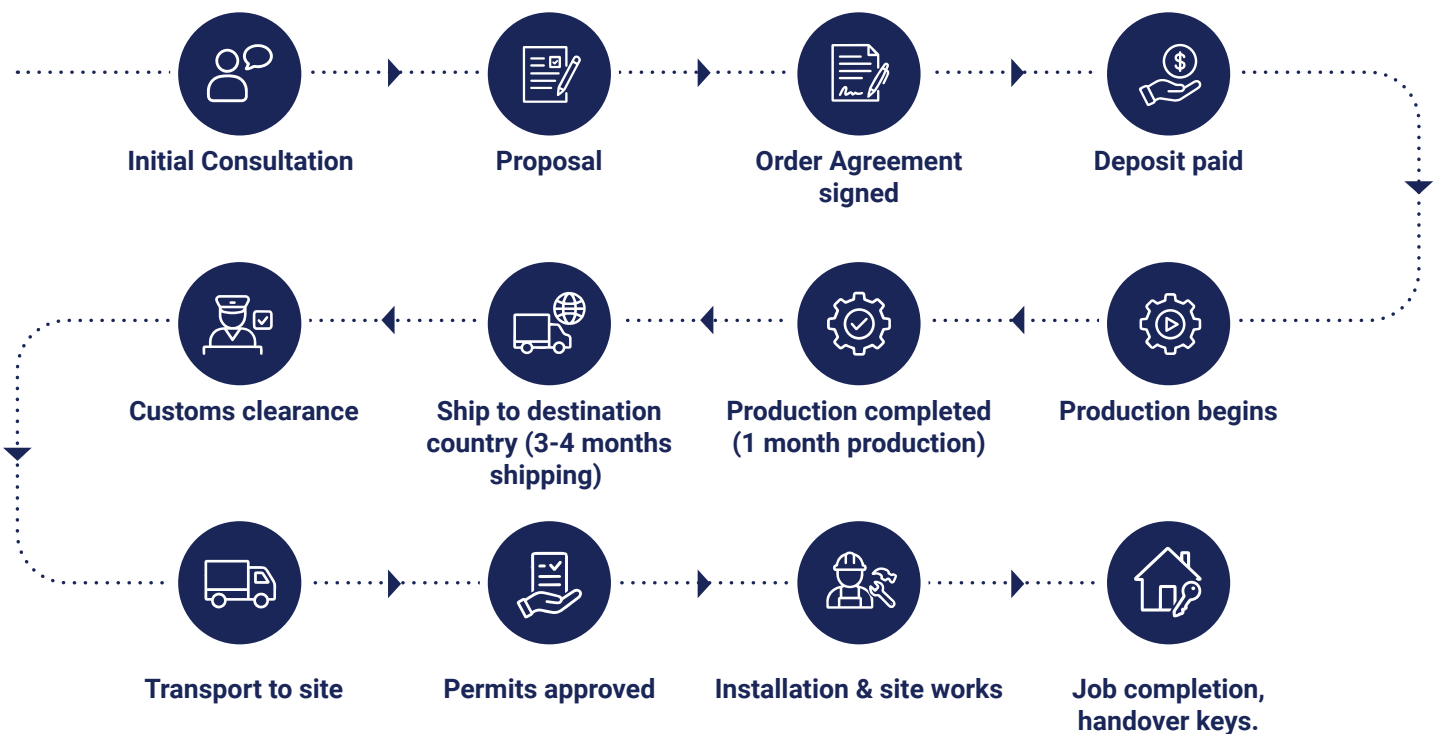 Initial Consultation
Proposal
Order Agreement
signed
Deposit paid
$
Production begins
Production completed
(1 month production)
Ship to destination
country (3-4 months
shipping)
Customs clearance
Transport to site
Permits approved
Installation & site works
Job completion,
handover keys.